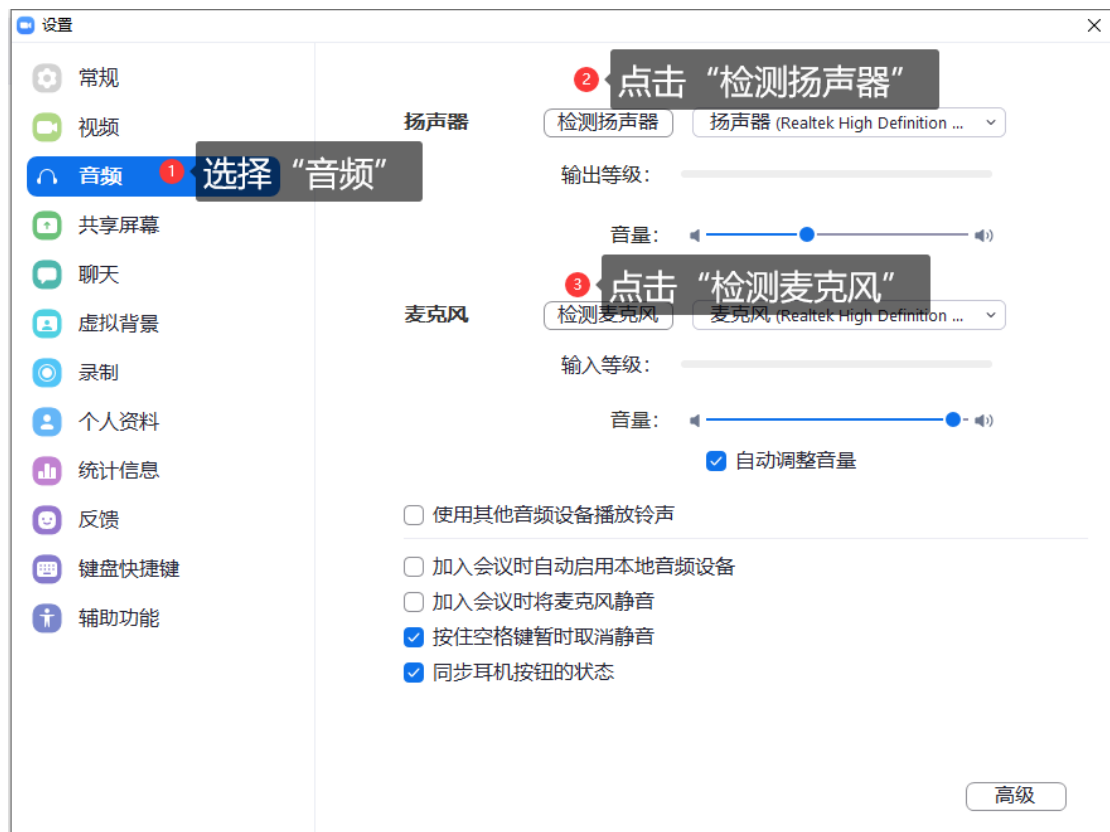 设置
常规
视频
音频
1 选择“音频”
共享屏幕
聊天
虚拟背景
录制
个人资料
统计信息
反馈
键盘快捷键
辅助功能
2 点击“检测扬声器”
扬声器 检测扬声器 扬声器 (Realtek High Definition ...
输出等级：
音量：
3 点击“检测麦克风”
麦克风 检测麦克风 麦克风 (Realtek High Definition ...
输入等级：
音量：
自动调整音量
使用其他音频设备播放铃声
加入会议时自动启用本地音频设备
加入会议时将麦克风静音
按住空格键暂时取消静音
同步耳机按钮的状态
高级